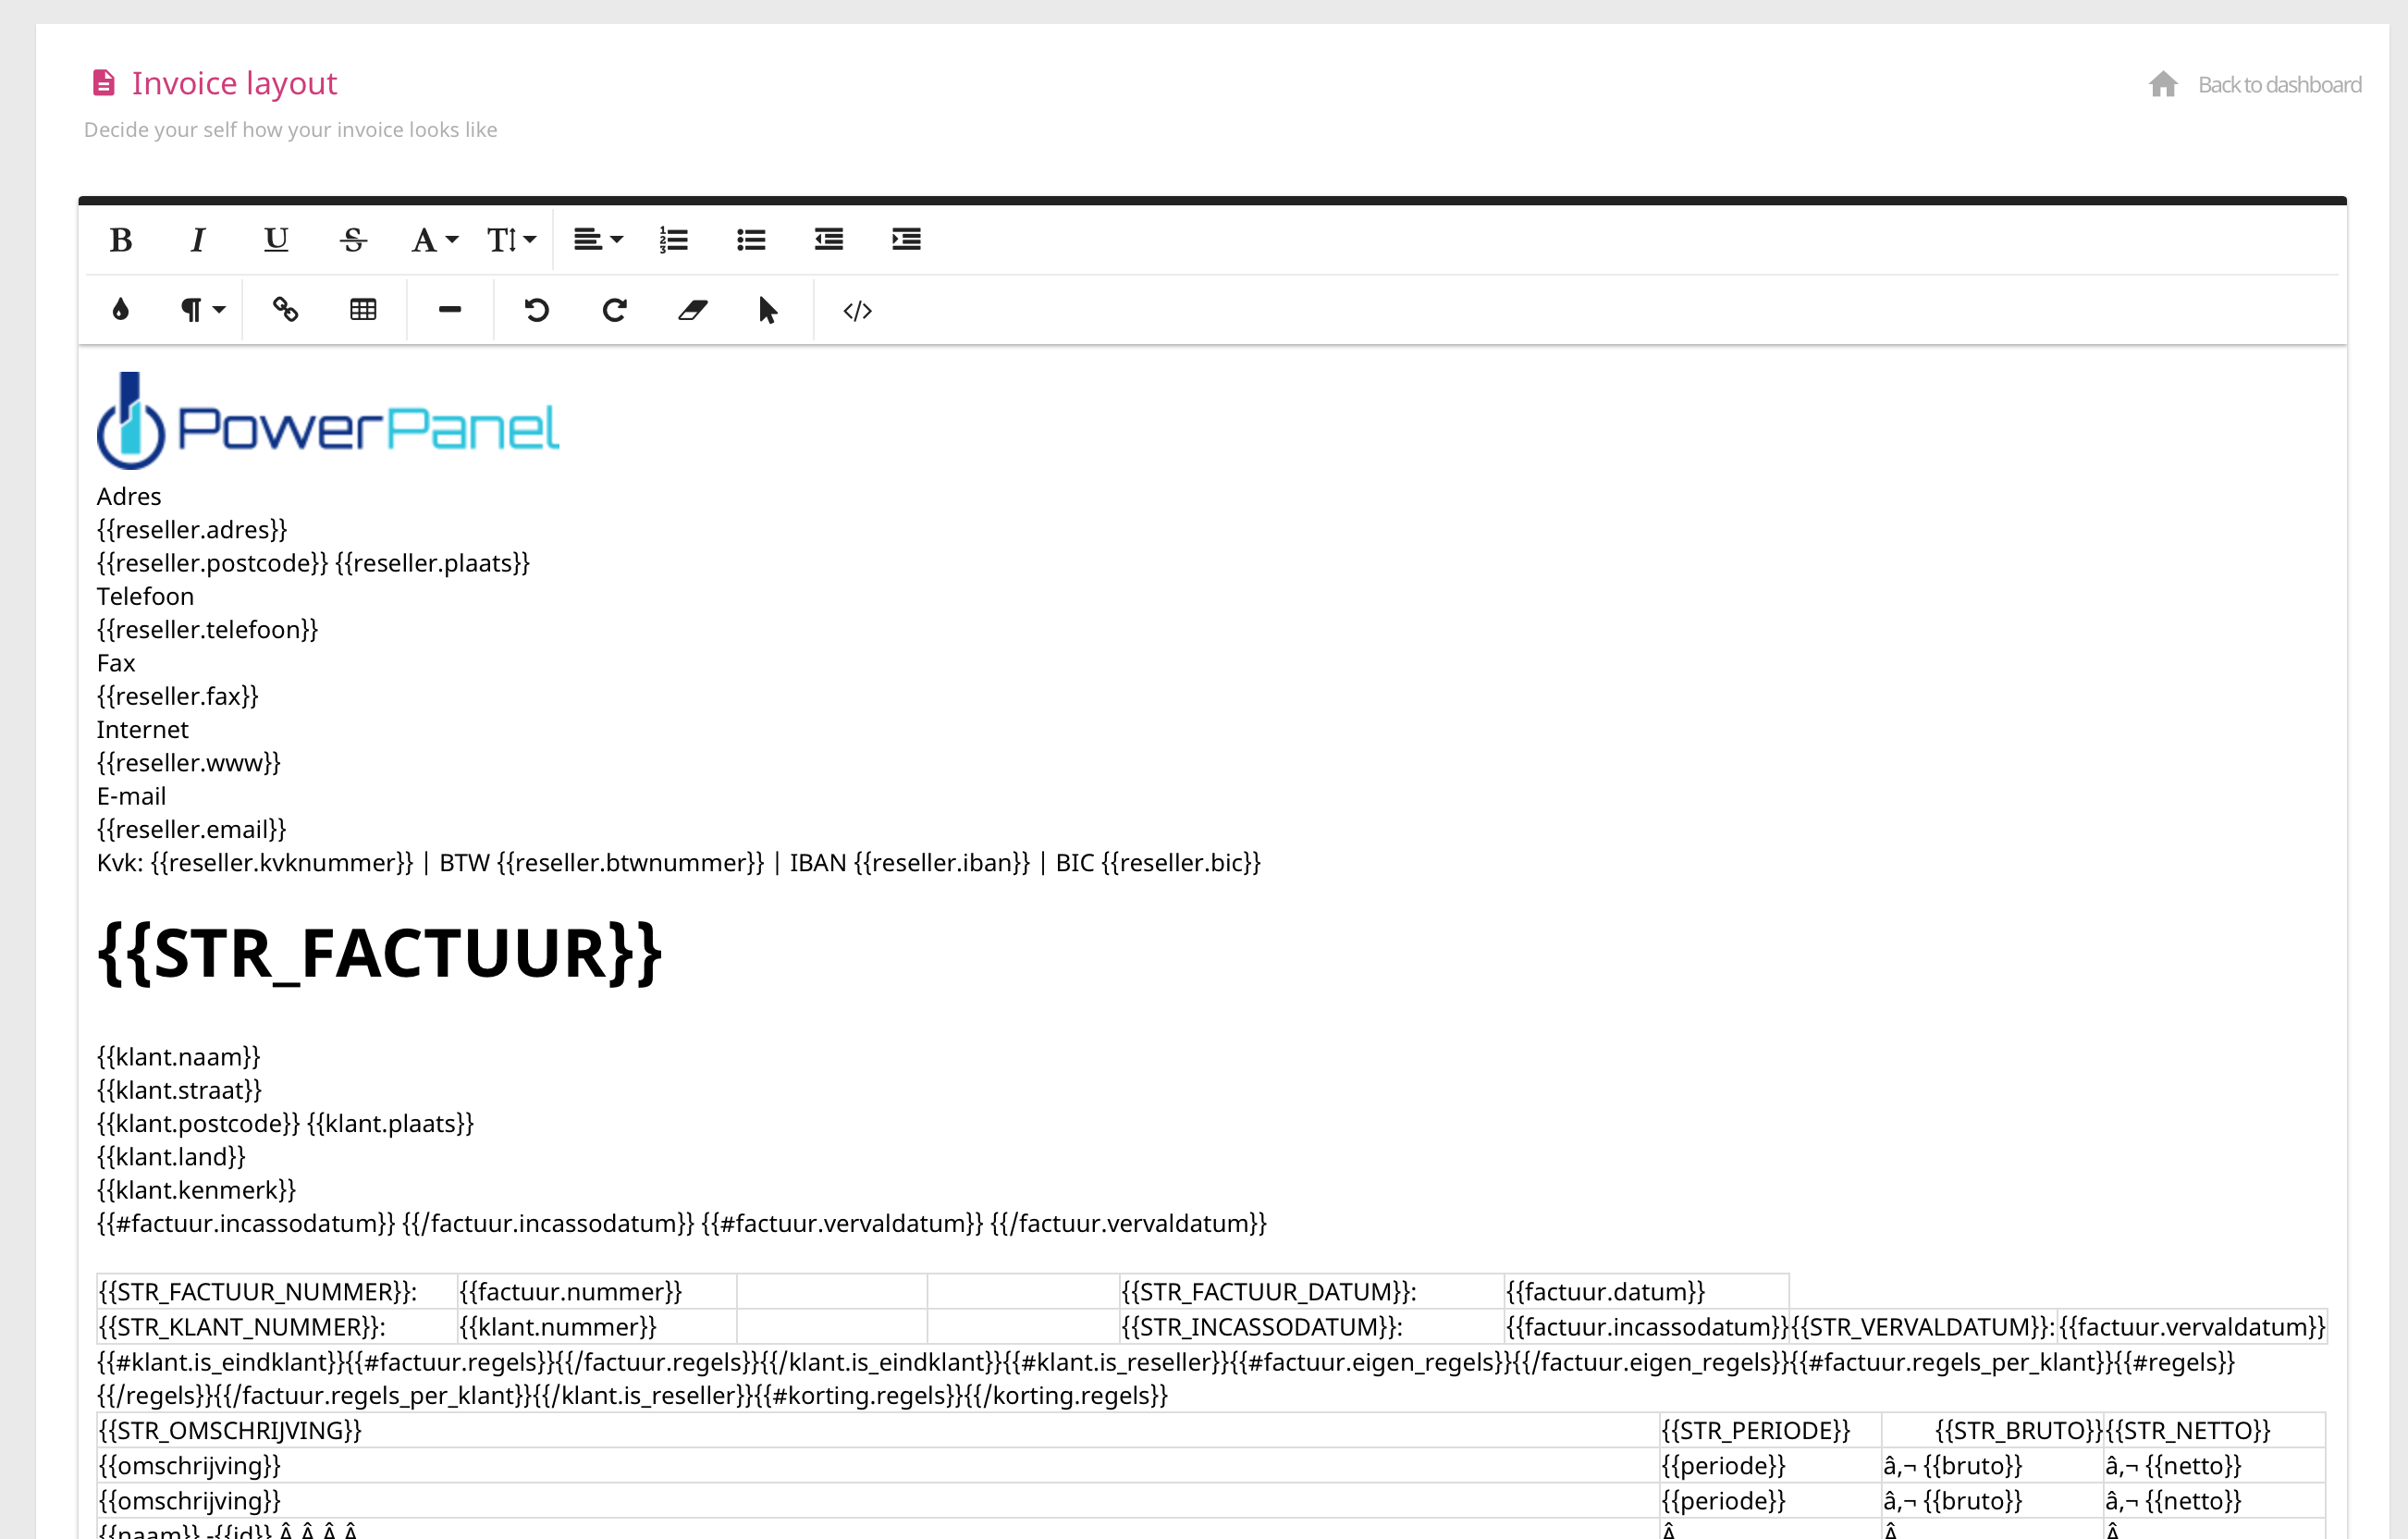 Invoice layout
Back to dashboard
Decide your self how your invoice looks like
PowerPanel
Adres
{{reseller.adres}}
{{reseller.postcode}} {{reseller.plaats}}
Telefoon
{{reseller.telefoon}}
Fax
{{reseller.fax}}
Internet
{{reseller.www}}
E-mail
{{reseller.email}}
Kvk: {{reseller.kvknummer}} | BTW {{reseller.btwnummer}} | IBAN {{reseller.iban}} | BIC {{reseller.bic}}
{{STR_FACTUUR}}
{{klant.naam}}
{{klant.straat}}
{{klant.postcode}} {{klant.plaats}}
{{klant.land}}
{{klant.kenmerk}}
{{#factuur.incassodatum}} {{/factuur.incassodatum}} {{#factuur.vervaldatum}} {{/factuur.vervaldatum}}
{{STR_FACTUUR_NUMMER}}: {{factuur.nummer}} {{STR_FACTUUR_DATUM}}: {{factuur.datum}}
{{STR_KLANT_NUMMER}}: {{klant.nummer}} {{STR_INCASSODATUM}}: {{factuur.incassodatum}} {{STR_VERVALDATUM}}: {{factuur.vervaldatum}}
{{#klant.is_eindklant}}{{#factuur.regels}}{{/factuur.regels}}{{/klant.is_eindklant}}{{#klant.is_reseller}}{{#factuur.eigen_regels}}{{/factuur.eigen_regels}}{{#factuur.regels_per_klant}}{{#regels}}
{{/regels}}{{/factuur.regels_per_klant}}{{/klant.is_reseller}}{{#korting.regels}}{{/korting.regels}}
{{STR_OMSCHRIJVING}} {{STR_PERIODE}} {{STR_BRUTO}} {{STR_NETTO}}
{{omschrijving}} {{periode}} â‚¬ {{bruto}} â‚¬ {{netto}}
{{omschrijving}} {{periode}} â‚¬ {{bruto}} â‚¬ {{netto}}
{{naam}} -{{id}} Â Â Â Â Â Â Â